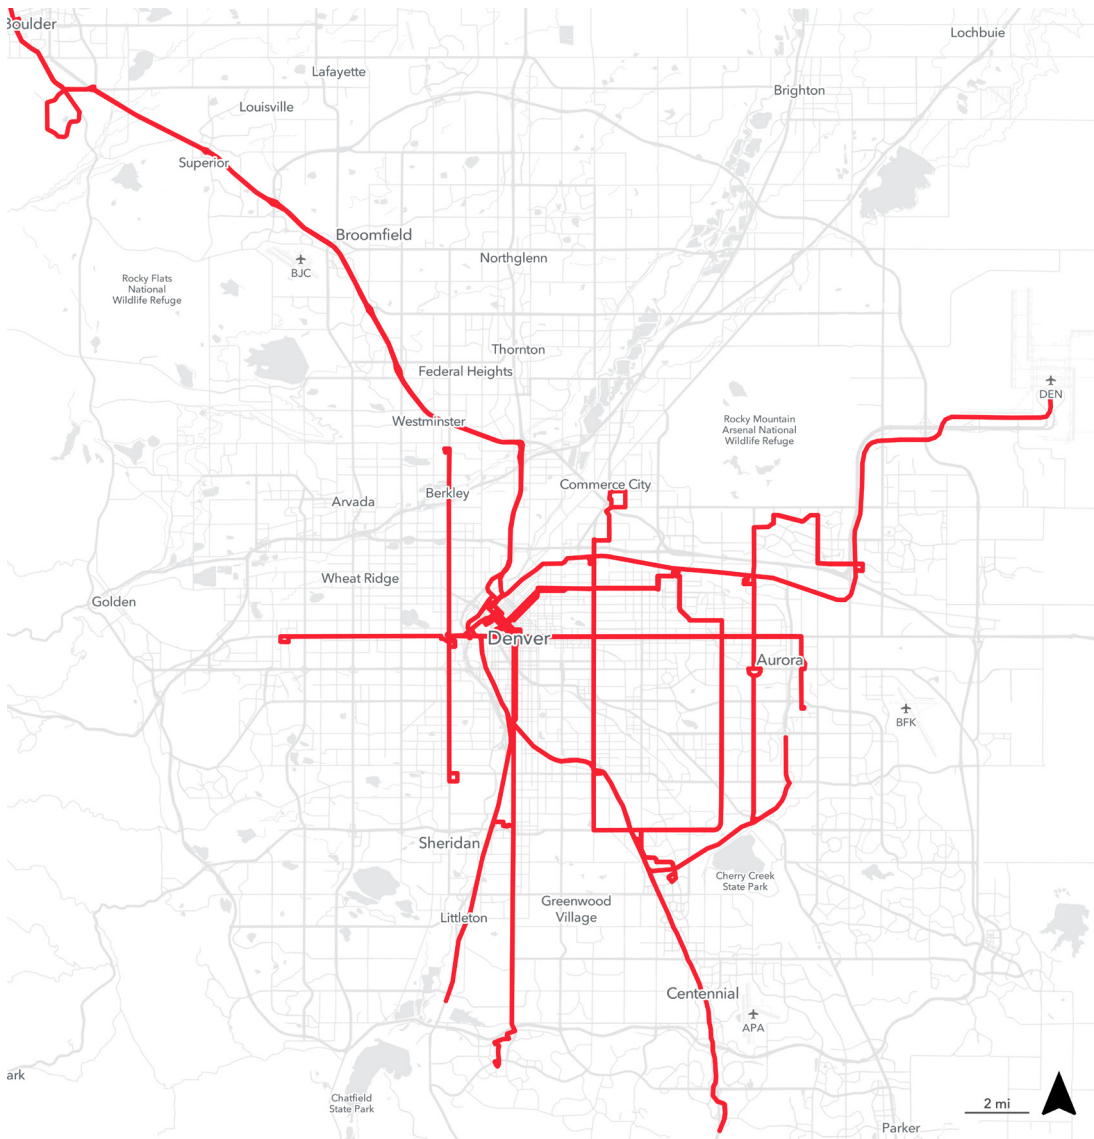 Boulder
Lochbuie
Lafayette
Brighton
Louisville
Superior
Broomfield
BJC
Northglenn
Rocky Flats
National
Wildlife Refuge
Thornton
Federal Heights
DEN
Westminster
Rocky Mountain
Arsenal National
Wildlife Refuge
Commerce City
Berkley
Arvada
Wheat Ridge
Golden
Denver
Aurora
BFK
Sheridan
Cherry Creek
State Park
Greenwood
Village
Littleton
Centennial
APA
ark
Chatfield
State Park
2 mi
Parker